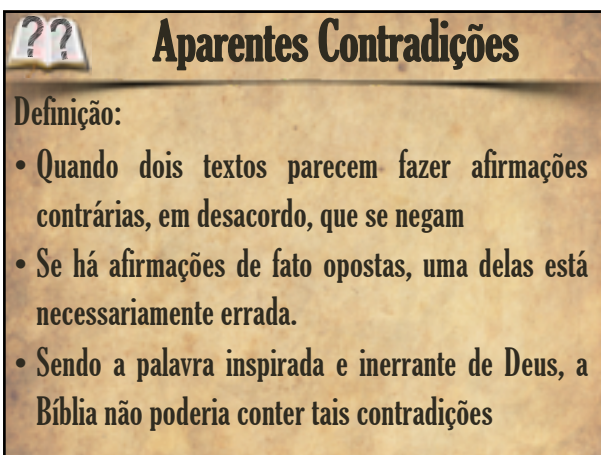 ?? Aparentes Contradições
Definição:
• Quando dois textos parecem fazer afirmações
contrárias, em desacordo, que se negam
• Se há afirmações de fato opostas, uma delas está
necessariamente errada.
• Sendo a palavra inspirada e inerrante de Deus, a
Bíblia não poderia conter tais contradições